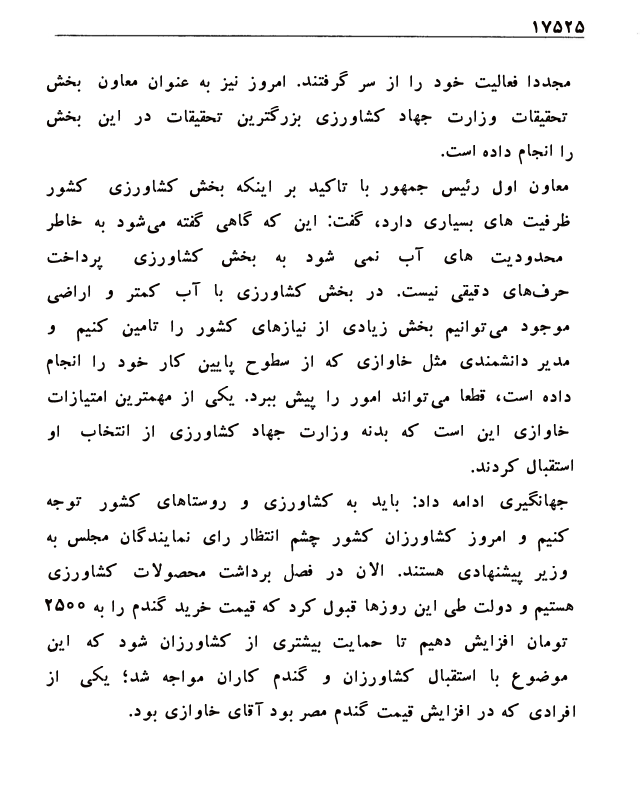 ۱۷۵۲۵
مجددا فعالیت خود را از سر گرفتند. امروز نیز به عنوان معاون بخش
تحقیقات وزارت جهاد کشاورزی بزرگترین تحقیقات در این بخش
را انجام داده است.
معاون اول رئیس جمهور با تاکید بر اینکه بخش کشاورزی کشور
ظرفیت های بسیاری دارد، گفت: این که گاهی گفته می‌شود به خاطر
محدودیت های آب نمی شود به بخش کشاورزی پرداخت
حرف‌های دقیقی نیست. در بخش کشاورزی با آب کمتر و اراضی
موجود می‌توانیم بخش زیادی از نیازهای کشور را تامین کنیم و
مدیر دانشمندی مثل خاوازی که از سطوح پایین کار خود را انجام
داده است، قطعا می‌تواند امور را پیش ببرد. یکی از مهمترین امتیازات
خاوازی این است که بدنه وزارت جهاد کشاورزی از انتخاب او
استقبال کردند.
جهانگیری ادامه داد: باید به کشاورزی و روستاهای کشور توجه
کنیم و امروز کشاورزان کشور چشم انتظار رای نمایندگان مجلس به
وزیر پیشنهادی هستند. الان در فصل برداشت محصولات کشاورزی
هستیم و دولت طی این روزها قبول کرد که قیمت خرید گندم را به ۲۵۰۰
تومان افزایش دهیم تا حمایت بیشتری از کشاورزان شود که این
موضوع با استقبال کشاورزان و گندم کاران مواجه شد؛ یکی از
افرادی که در افزایش قیمت گندم مصر بود آقای خاوازی بود.